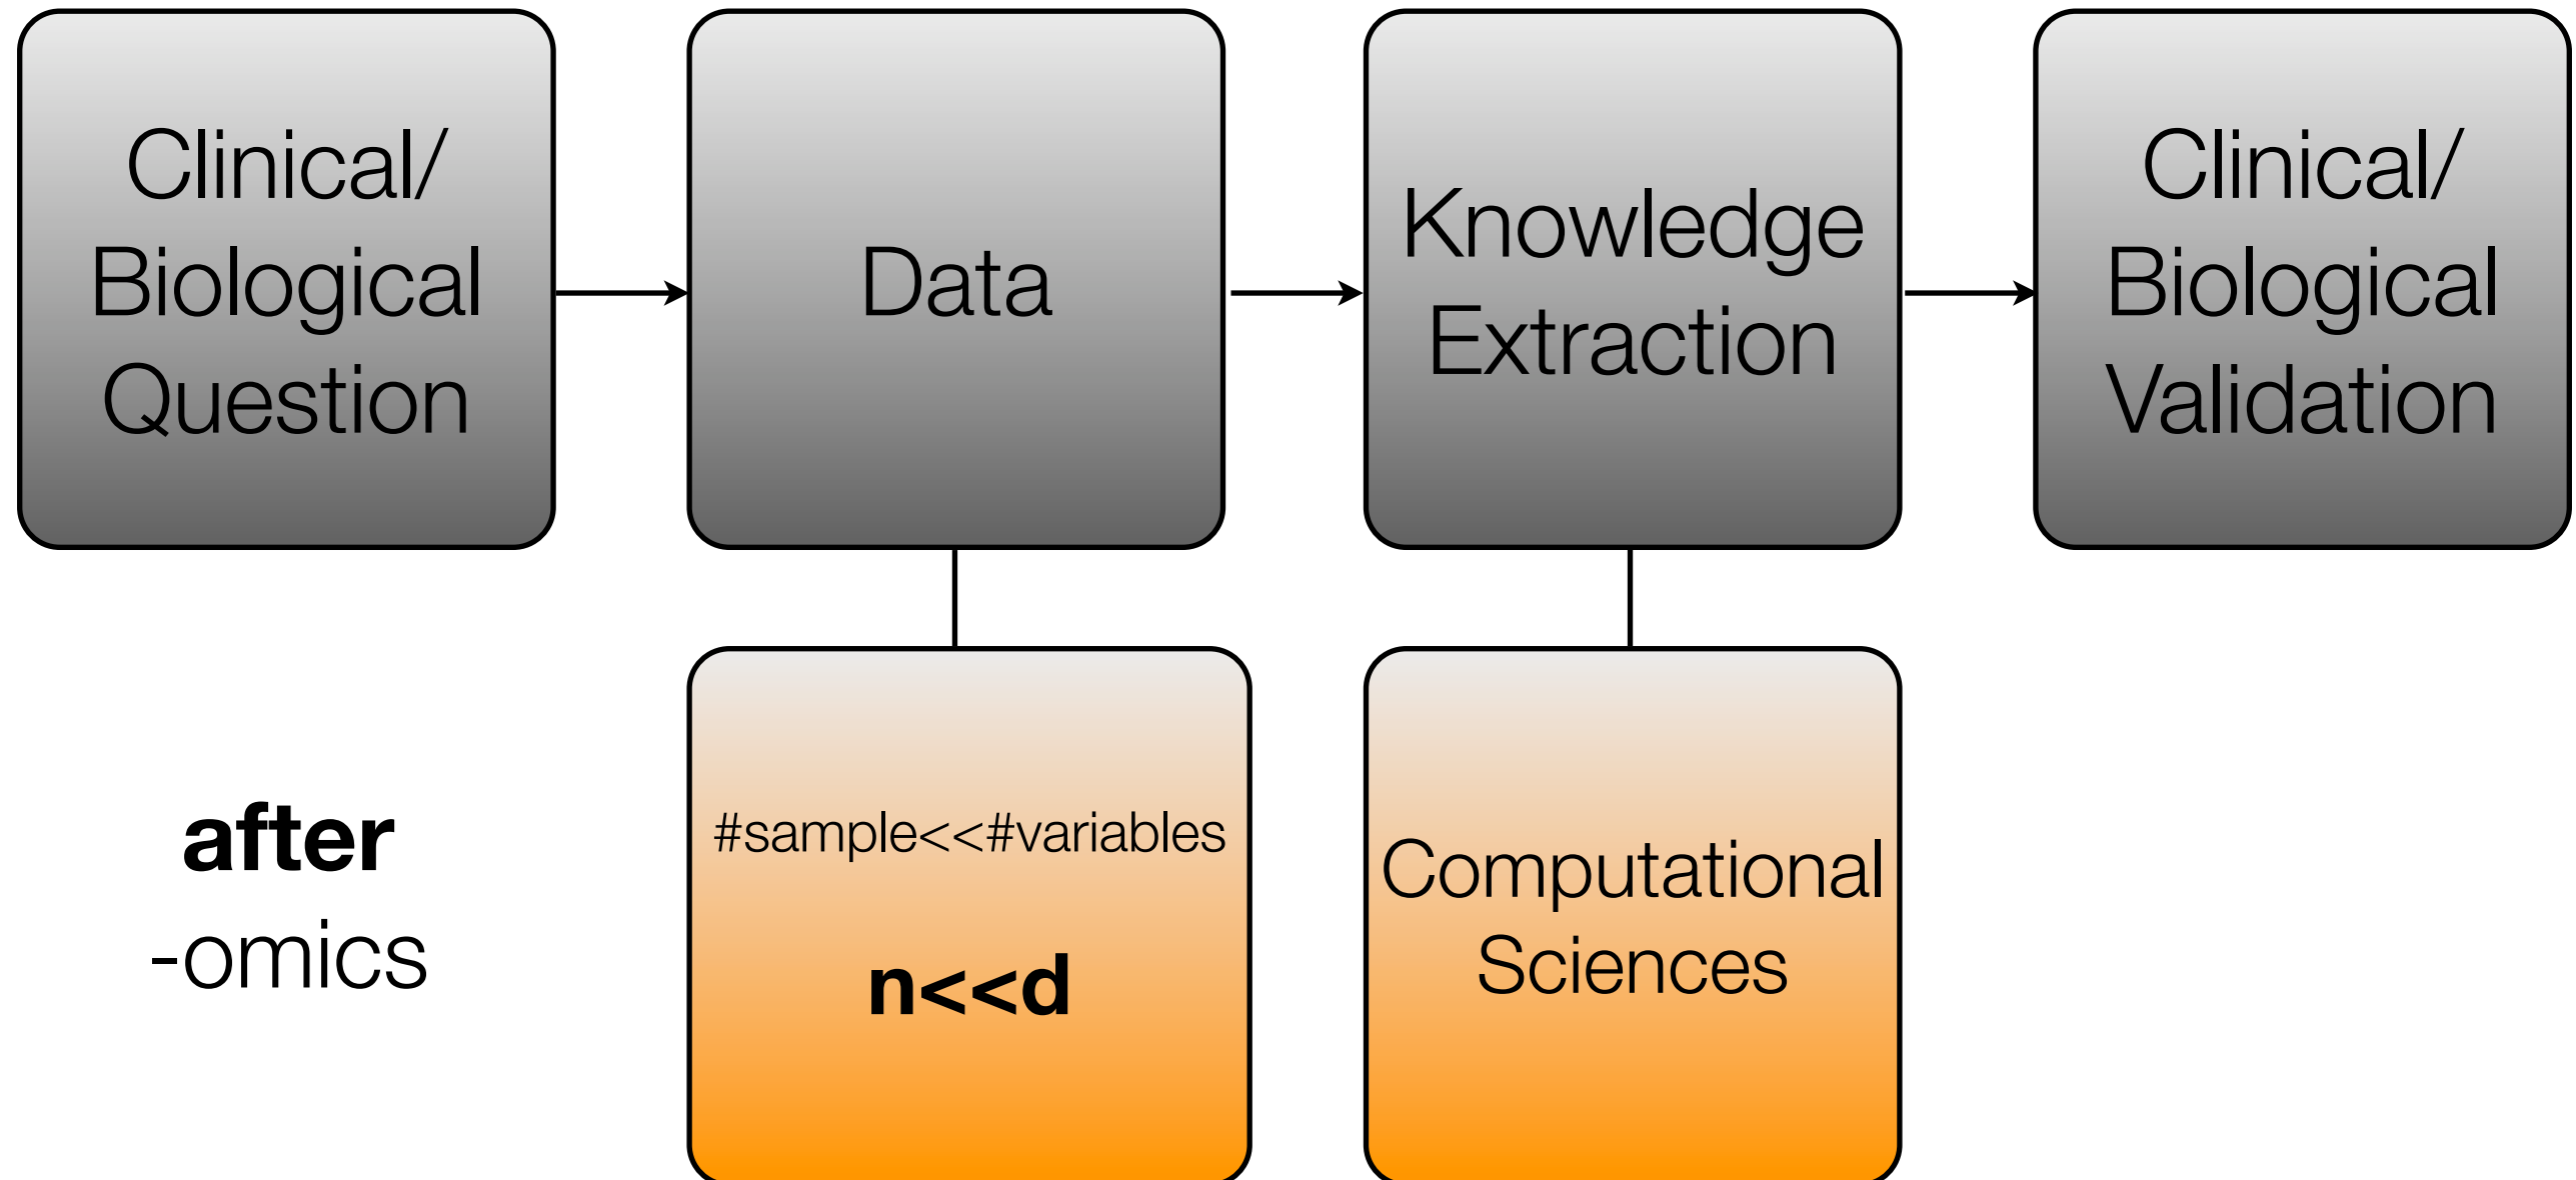 Clinical/
Biological
Question
Data
Knowledge
Extraction
Clinical/
Biological
Validation
after
-omics
#sample<<#variables
n<<d
Computational
Sciences